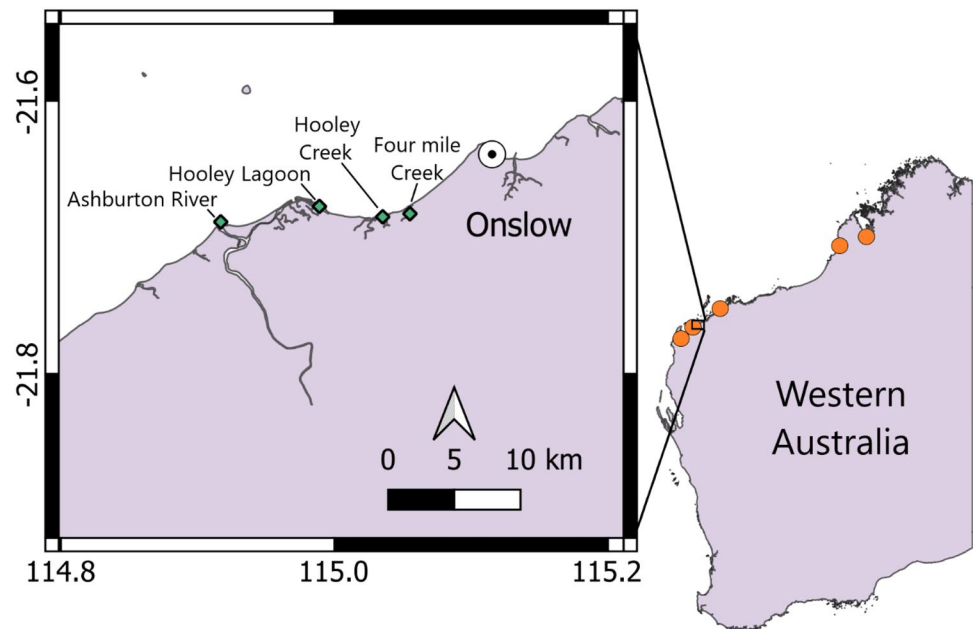 -21.6
-21.8
Hooley
Creek
Four mile
Creek
Hooley Lagoon
Ashburton River
Onslow
0 5 10 km
114.8 115.0 115.2
Western
Australia